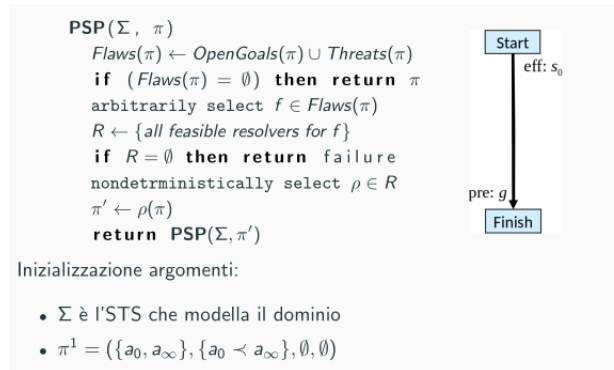 PSP(Σ, π)
Flaws(π) ← OpenGoals(π) ∪ Threats(π)
if (Flaws(π) = ∅) then return π
arbitrarily select f ∈ Flaws(π)
R ← {all feasible resolvers for f}
if R = ∅ then return failure
nondetrministically select ρ ∈ R
π′ ← ρ(π)
return PSP(Σ, π′)
Start
eff: s₀
pre: g
Finish
Inizializzazione argomenti:
• Σ è l'STS che modella il dominio
• π¹ = ({a₀, a∞}, {a₀ ≺ a∞}, ∅, ∅)